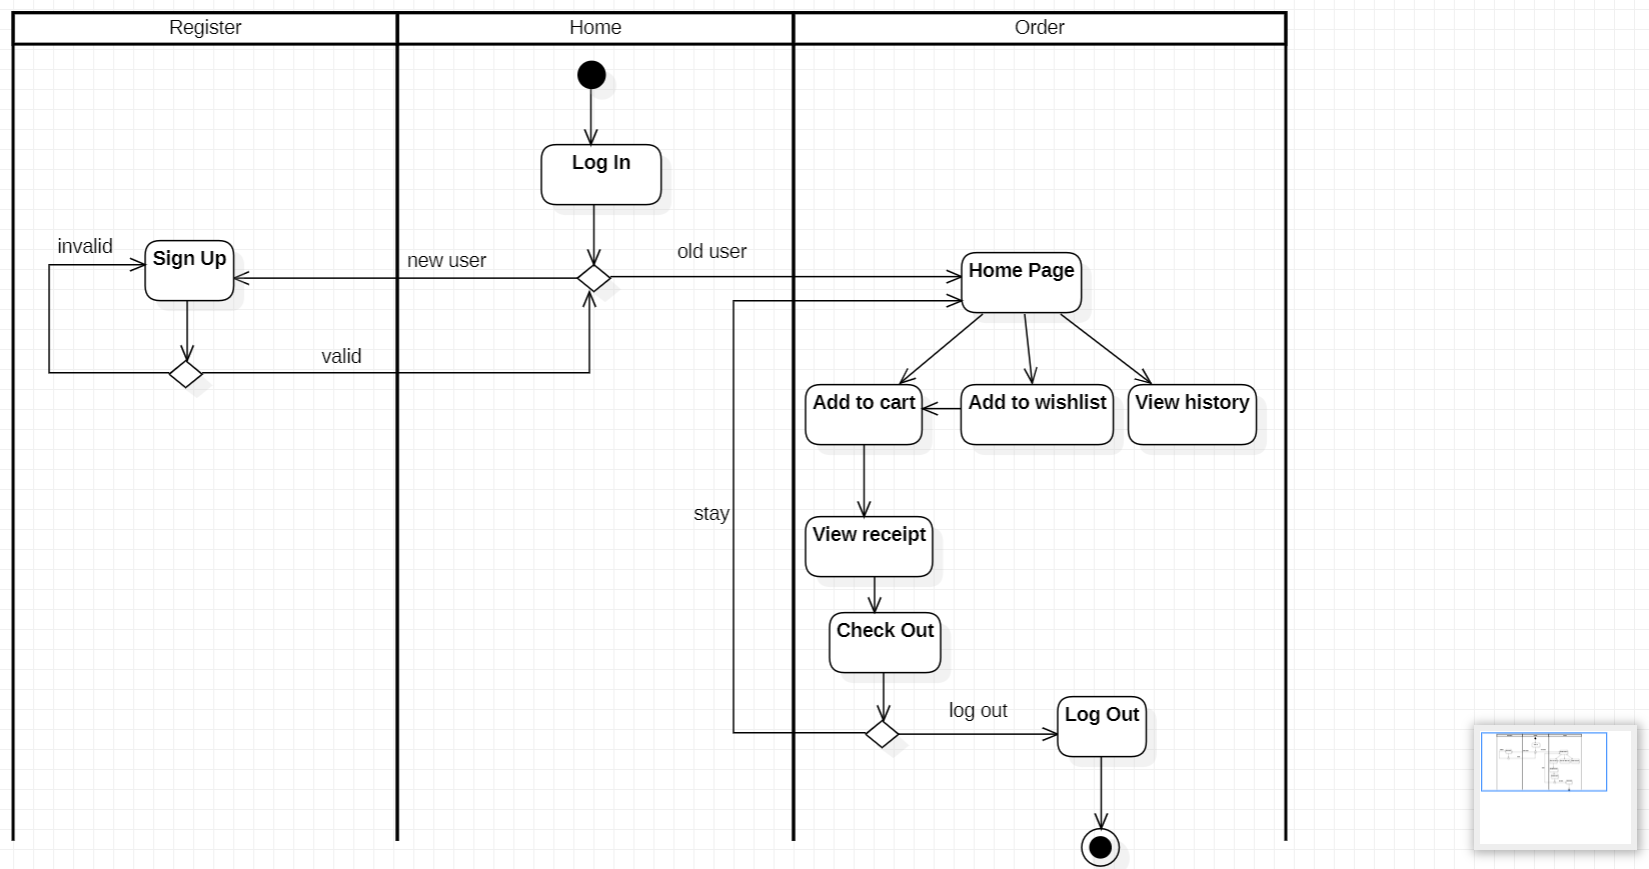 Register
Home
Order
Log In
invalid
Sign Up
new user
old user
Home Page
valid
Add to cart
Add to wishlist
View history
stay
View receipt
Check Out
log out
Log Out